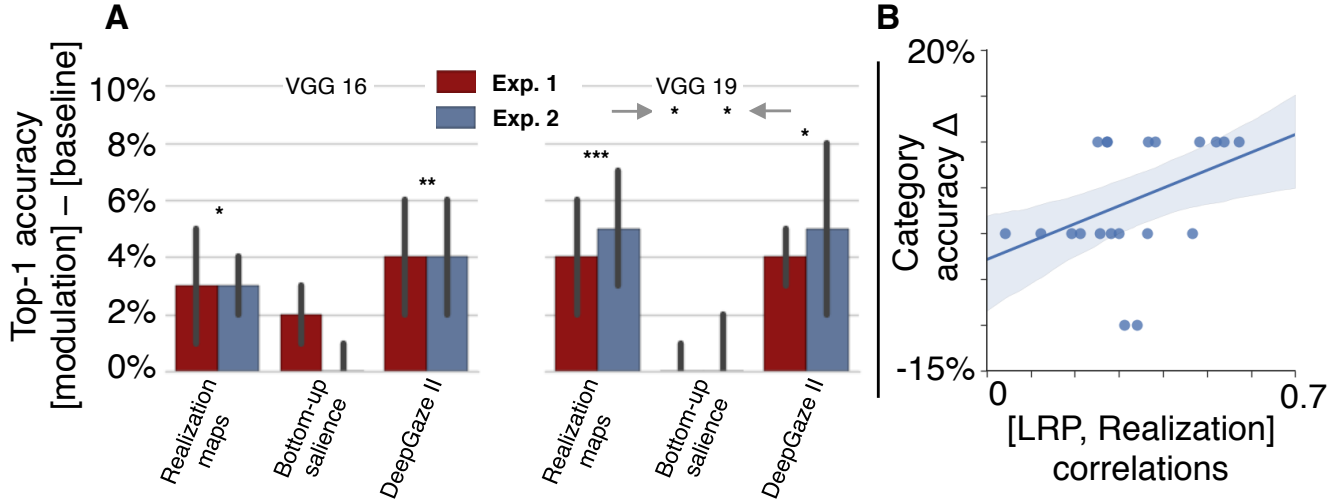 A
Top-1 accuracy
[modulation] – [baseline]
10%
8%
6%
4%
2%
0%
VGG 16
Exp. 1
Exp. 2
VGG 19
*
**
***
*
*
*
Realization
maps
Bottom-up
salience
DeepGaze II
Realization
maps
Bottom-up
salience
DeepGaze II
B
Category
accuracy Δ
20%
-15%
0
0.7
[LRP, Realization]
correlations